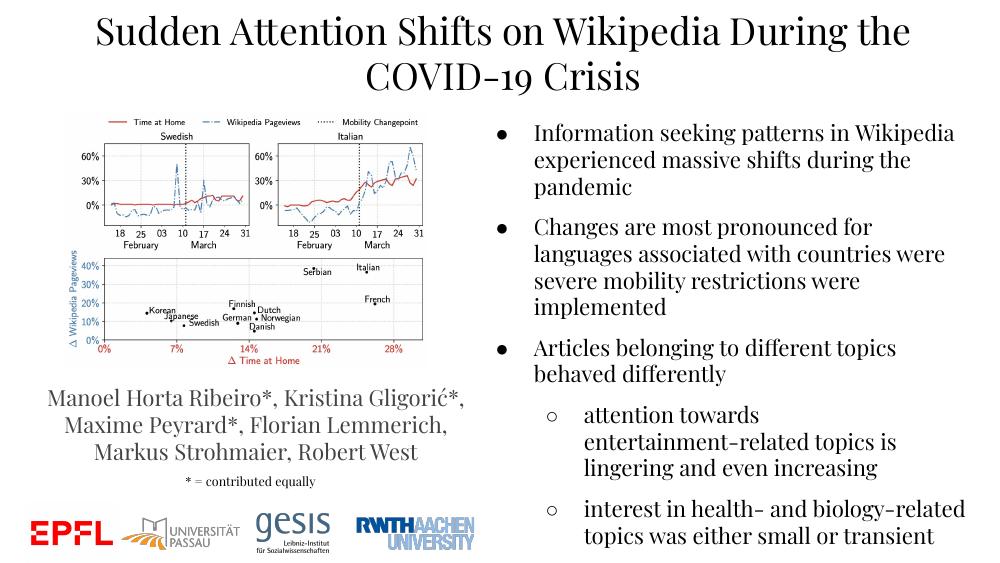 Sudden Attention Shifts on Wikipedia During the
COVID-19 Crisis
Time at Home
Wikipedia Pageviews
Mobility Changepoint
Swedish
Italian
60%
30%
0%
60%
30%
0%
18 25 03 10 17 24 31
February March
18 25 03 10 17 24 31
February March
Δ Wikipedia Pageviews
40%
30%
20%
10%
0%
Serbian
Italian
French
Finnish
Korean
Japanese
Swedish
German
Dutch
Norwegian
Danish
0% 7% 14% 21% 28%
Δ Time at Home
Manoel Horta Ribeiro*, Kristina Gligorić*,
Maxime Peyrard*, Florian Lemmerich,
Markus Strohmaier, Robert West
* = contributed equally
EPFL
UNIVERSITÄT
PASSAU
gesis
Leibniz-Institut
für Sozialwissenschaften
RWTHAACHEN
UNIVERSITY
● Information seeking patterns in Wikipedia
experienced massive shifts during the
pandemic
● Changes are most pronounced for
languages associated with countries were
severe mobility restrictions were
implemented
● Articles belonging to different topics
behaved differently
○ attention towards
entertainment-related topics is
lingering and even increasing
○ interest in health- and biology-related
topics was either small or transient